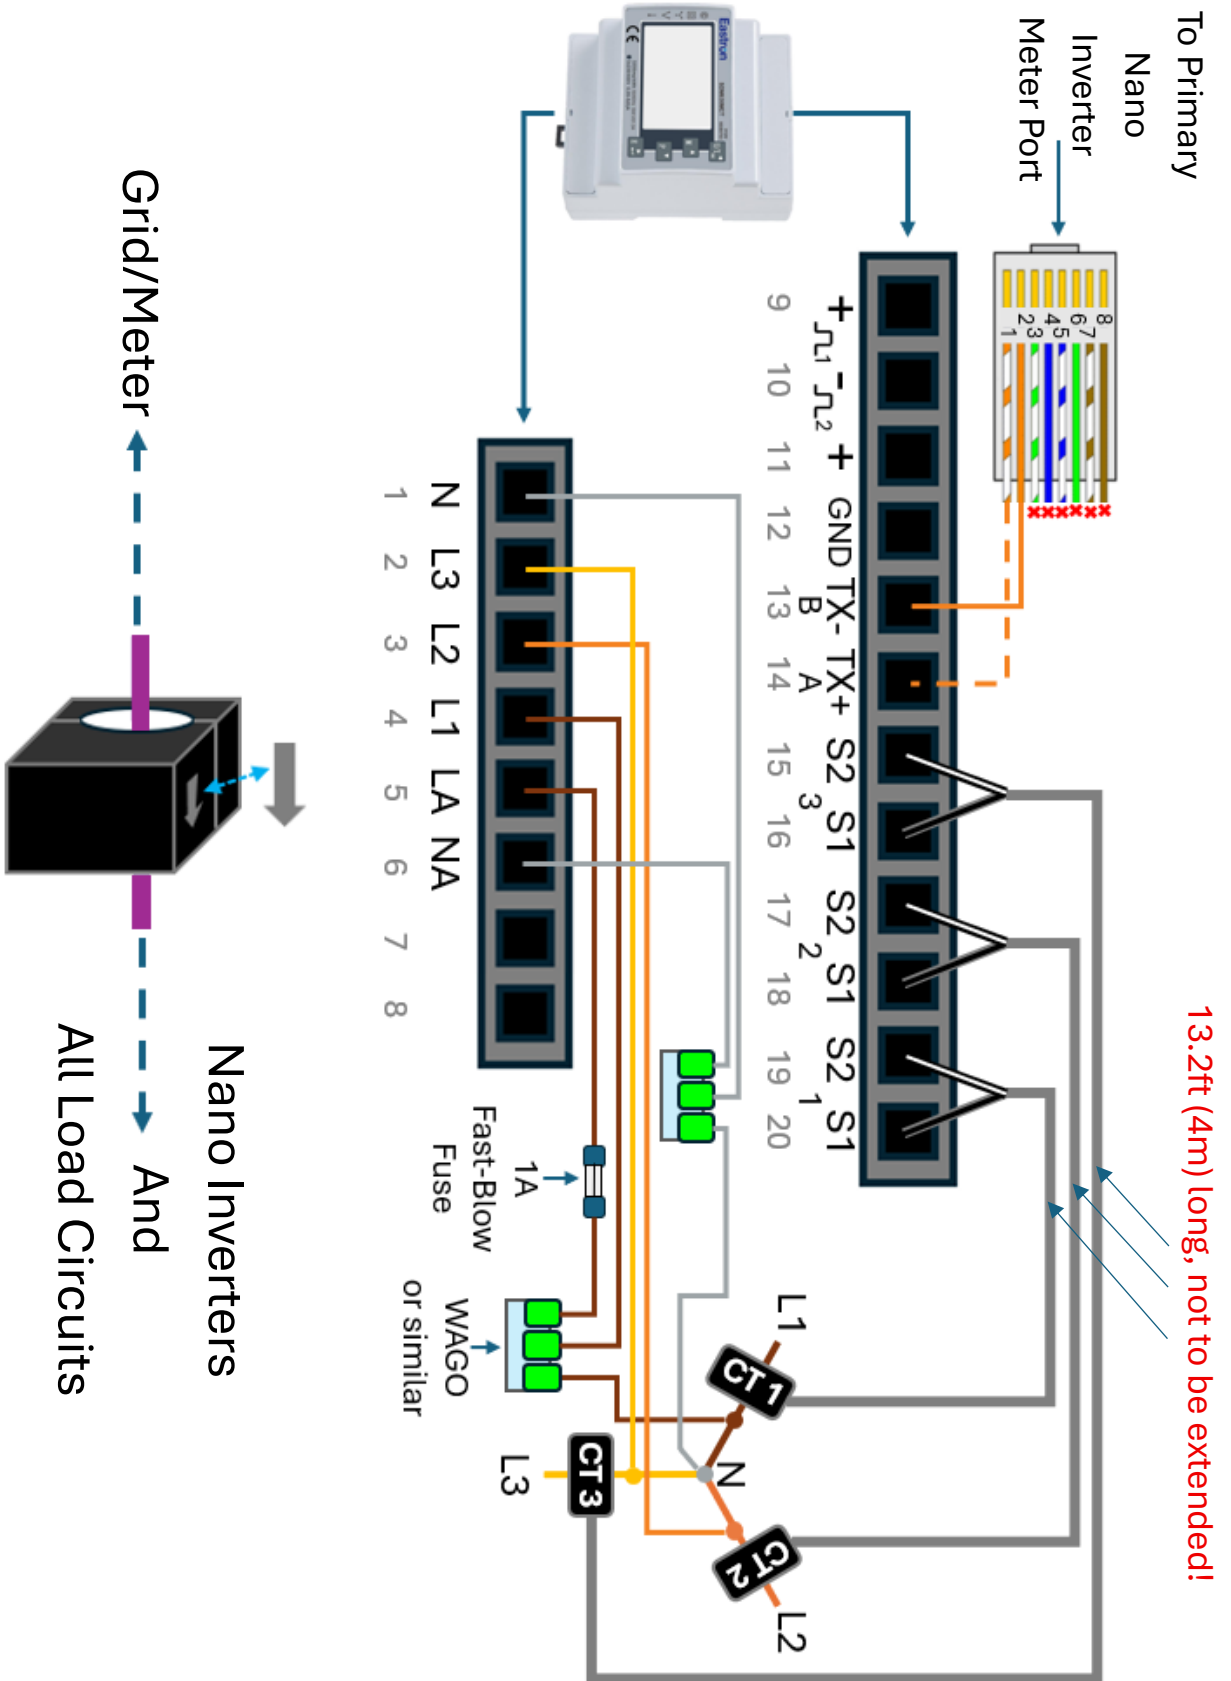 To Primary
Nano
Inverter
Meter Port
8
7
6
5
4
3
2
1
13.2ft (4m) long, not to be extended!
+ ⎍1 - ⎍2 + GND TX- TX+ S2 S1 S2 S1 S2 S1
B A 3 2 1
9 10 11 12 13 14 15 16 17 18 19 20
Eastron
CE
N L3 L2 L1 LA NA
1 2 3 4 5 6 7 8
1A
Fast-Blow
Fuse
WAGO
or similar
L1
CT 1
N
CT 2
L2
CT 3
L3
Grid/Meter
Nano Inverters
And
All Load Circuits